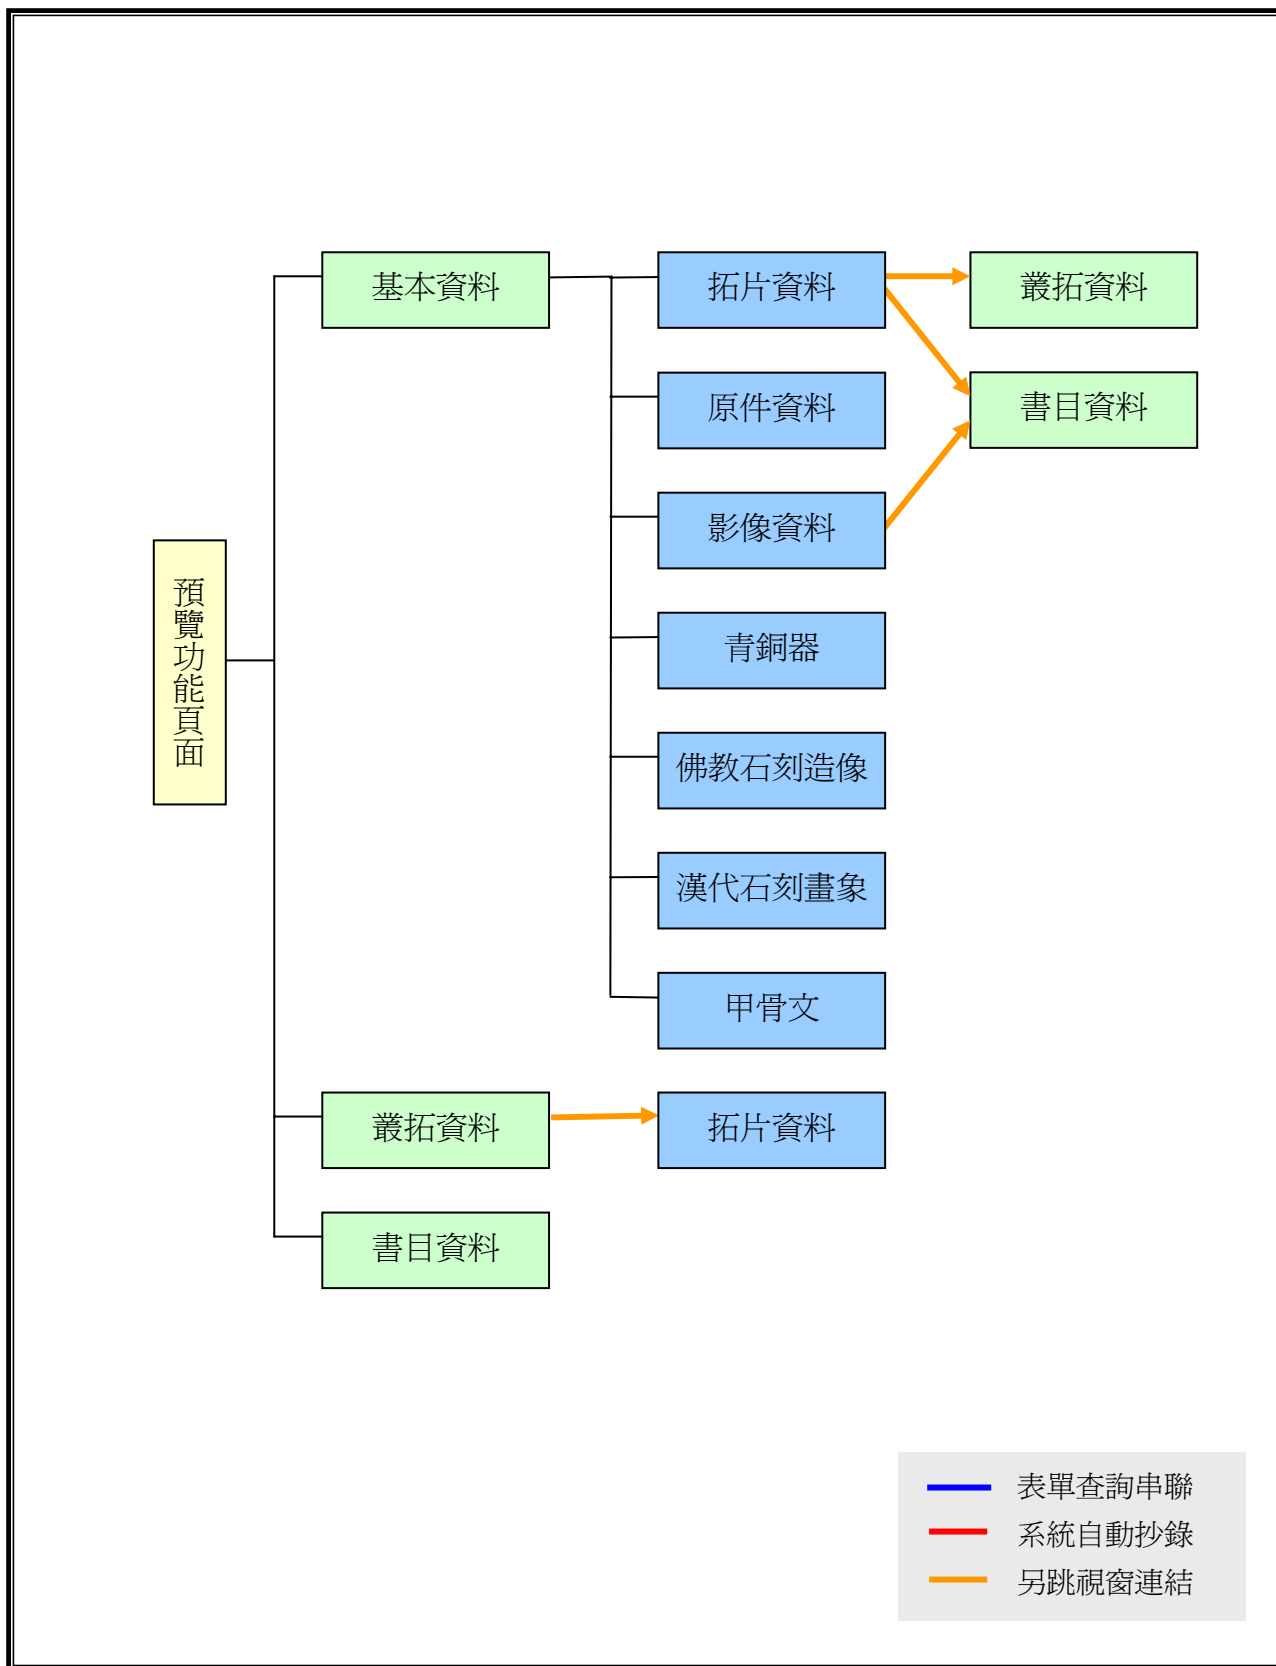 預覽功能頁面
基本資料
拓片資料
叢拓資料
原件資料
書目資料
影像資料
青銅器
佛教石刻造像
漢代石刻畫象
甲骨文
叢拓資料
拓片資料
書目資料
表單查詢串聯
系統自動抄錄
另跳視窗連結